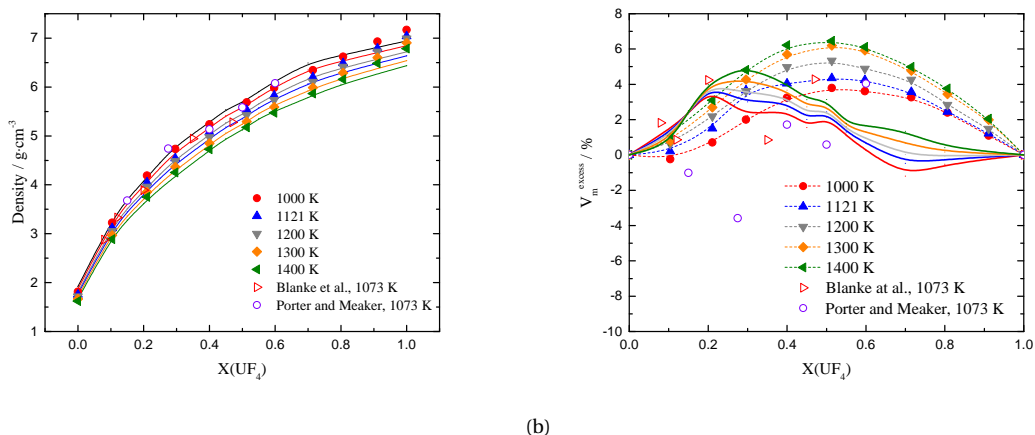 7
6
5
4
3
2
1
Density / g·cm⁻³
0.0 0.2 0.4 0.6 0.8 1.0
X(UF₄)
1000 K
1121 K
1200 K
1300 K
1400 K
Blanke et al., 1073 K
Porter and Meaker, 1073 K
8
6
4
2
0
-2
-4
-6
-8
-10
Vₘᵉˣᶜᵉˢˢ / %
0.0 0.2 0.4 0.6 0.8 1.0
X(UF₄)
1000 K
1121 K
1200 K
1300 K
1400 K
Blanke at al., 1073 K
Porter and Meaker, 1073 K
(b)